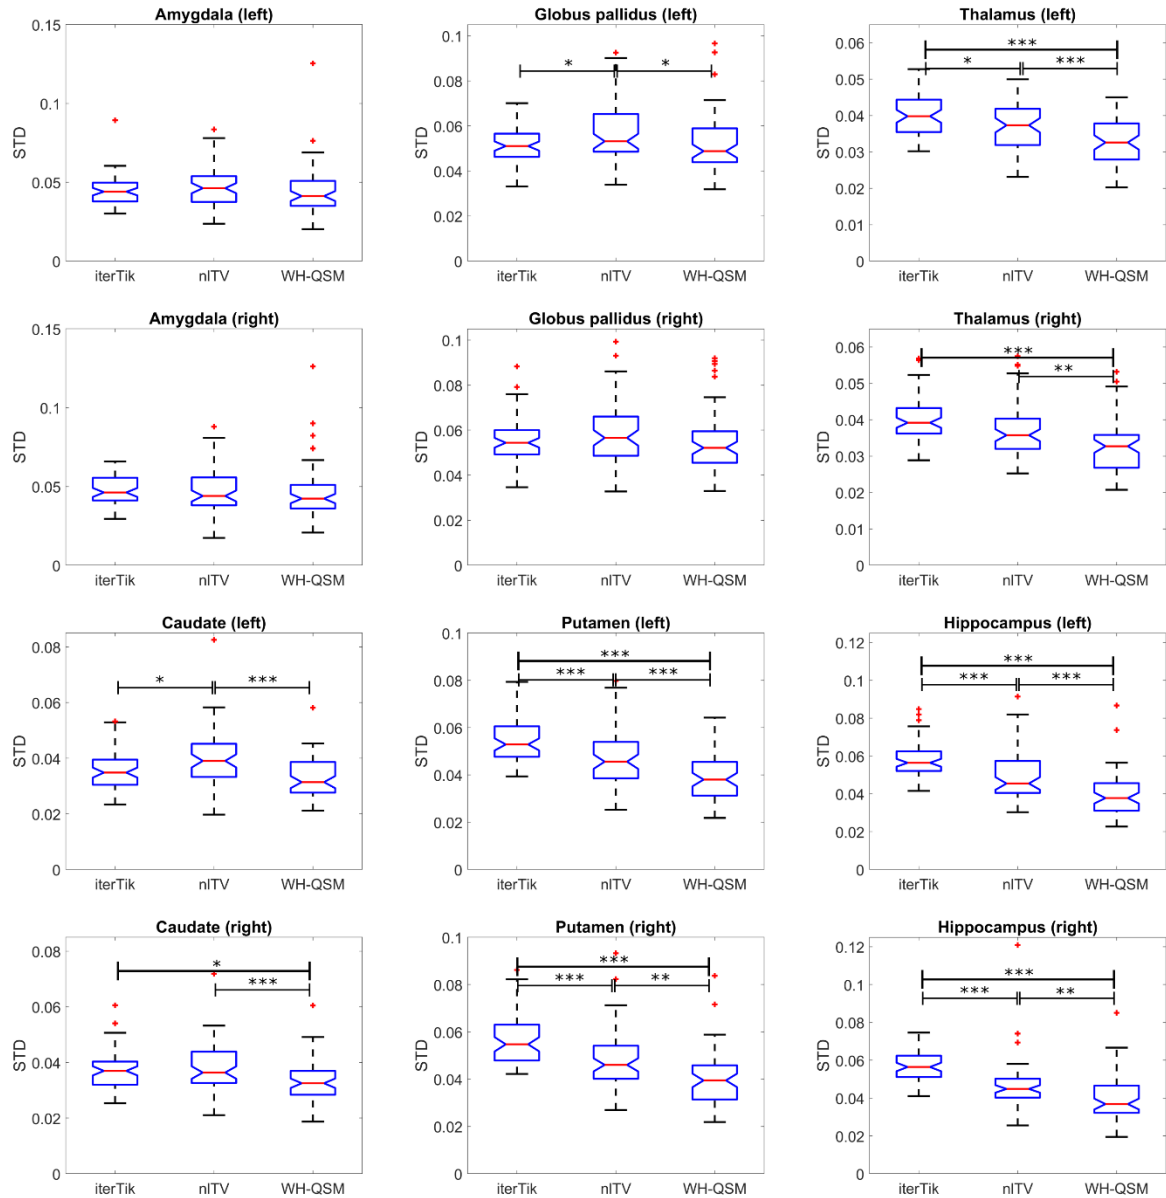 Amygdala (left)
0.15
0.1
0.05
0
STD
iterTik nlTV WH-QSM
Globus pallidus (left)
0.1
0.08
0.06
0.04
0.02
0
STD
* *
iterTik nlTV WH-QSM
Thalamus (left)
0.06
0.05
0.04
0.03
0.02
0.01
0
STD
***
* ***
iterTik nlTV WH-QSM
Amygdala (right)
0.15
0.1
0.05
0
STD
iterTik nlTV WH-QSM
Globus pallidus (right)
0.1
0.08
0.06
0.04
0.02
0
STD
iterTik nlTV WH-QSM
Thalamus (right)
0.06
0.05
0.04
0.03
0.02
0.01
0
STD
***
**
iterTik nlTV WH-QSM
Caudate (left)
0.08
0.06
0.04
0.02
0
STD
* ***
iterTik nlTV WH-QSM
Putamen (left)
0.1
0.08
0.06
0.04
0.02
0
STD
***
*** ***
iterTik nlTV WH-QSM
Hippocampus (left)
0.12
0.1
0.08
0.06
0.04
0.02
0
STD
***
*** ***
iterTik nlTV WH-QSM
Caudate (right)
0.08
0.06
0.04
0.02
0
STD
*
***
iterTik nlTV WH-QSM
Putamen (right)
0.1
0.08
0.06
0.04
0.02
0
STD
***
*** **
iterTik nlTV WH-QSM
Hippocampus (right)
0.12
0.1
0.08
0.06
0.04
0.02
0
STD
***
*** **
iterTik nlTV WH-QSM